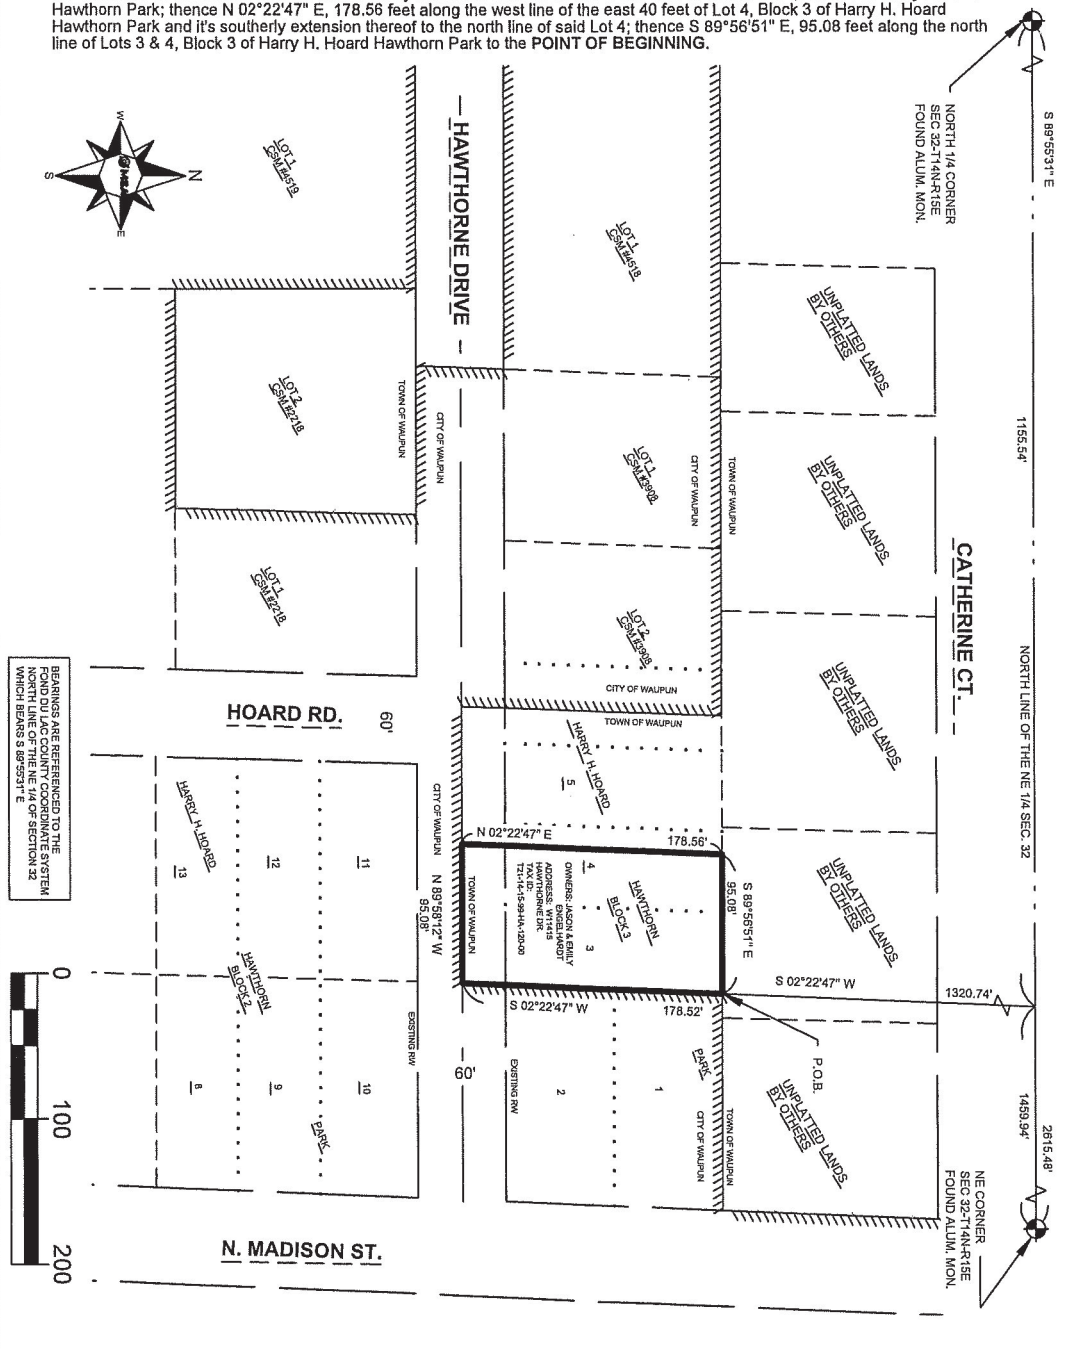 Hawthorn Park; thence N 02°22'47" E, 178.56 feet along the west line of the east 40 feet of Lot 4, Block 3 of Harry H. Hoard
Hawthorn Park and it's southerly extension thereof to the north line of said Lot 4; thence S 89°56'51" E, 95.08 feet along the north
line of Lots 3 & 4, Block 3 of Harry H. Hoard Hawthorn Park to the POINT OF BEGINNING.
S 89°55'31" E
NORTH 1/4 CORNER
SEC 32-T14N-R15E
FOUND ALUM. MON.
1155.54'
NORTH LINE OF THE NE 1/4 SEC. 32
1320.74'
1459.94'
2615.48'
NE CORNER
SEC 32-T14N-R15E
FOUND ALUM. MON.
CATHERINE CT.
UNPLATTED LANDS
BY OTHERS
UNPLATTED LANDS
BY OTHERS
UNPLATTED LANDS
BY OTHERS
UNPLATTED LANDS
BY OTHERS
UNPLATTED LANDS
BY OTHERS
S 02°22'47" W
P.O.B.
TOWN OF WAUPUN
CITY OF WAUPUN
TOWN OF WAUPUN
CITY OF WAUPUN
LOT 1
CSM #4518
LOT 1
CSM #3908
LOT 2
CSM #3908
CITY OF WAUPUN
TOWN OF WAUPUN
HARRY H. HOARD
5
N 02°22'47" E
178.56'
S 89°56'51" E
95.08'
HAWTHORN
BLOCK 3
4
3
OWNERS: JASON & EMILY
ENGELHARDT
ADDRESS: W11415
HAWTHORNE DR.
TAX ID:
T21-14-15-99-HA-120-00
TOWN OF WAUPUN
CITY OF WAUPUN
N 89°58'12" W
95.08'
S 02°22'47" W
178.52'
PARK
1
2
EXISTING R/W
60'
EXISTING R/W
HAWTHORNE DRIVE
TOWN OF WAUPUN
CITY OF WAUPUN
LOT 1
CSM #4519
LOT 2
CSM #2218
LOT 1
CSM #2218
HOARD RD.
60'
HARRY H. HOARD
11
12
13
HAWTHORN
BLOCK 2
10
9
8
PARK
N. MADISON ST.
N
W
E
S
BEARINGS ARE REFERENCED TO THE
FOND DU LAC COUNTY COORDINATE SYSTEM
NORTH LINE OF THE NE 1/4 OF SECTION 32
WHICH BEARS S 89°55'31" E
0
100
200